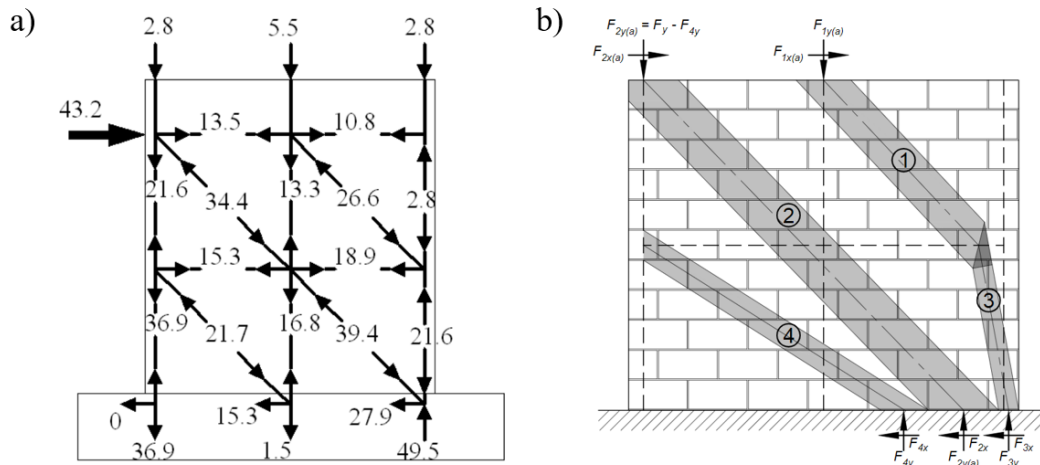 a)
2.8 5.5 2.8
43.2
13.5 10.8
21.6 13.3 26.6 2.8
34.4
15.3 18.9
36.9 21.7 16.8 39.4 21.6
0 15.3 27.9
36.9 1.5 49.5
b)
F2y(a) = Fy - F4y
F2x(a) F1x(a) F1y(a)
1
2
3
4
F4x F2x F3x
F4y F2y(a) F3y